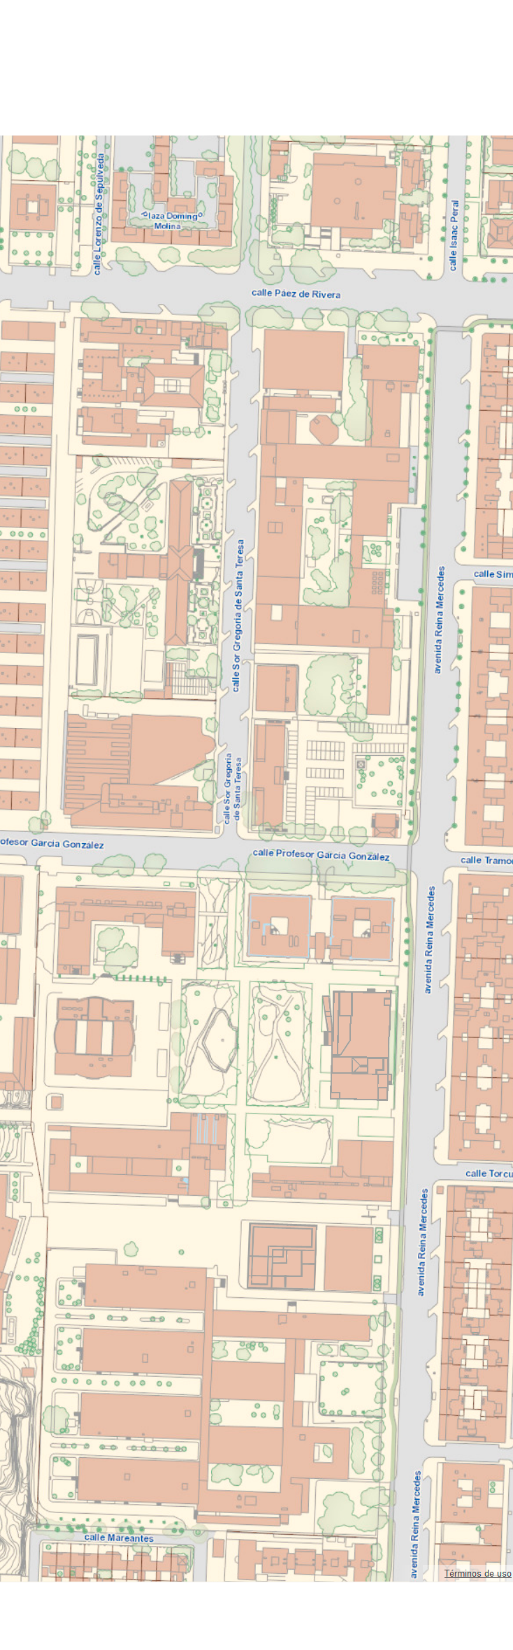 calle Lorenzo de Sepúlveda
Plaza Domingo
Molina
calle Isaac Peral
calle Páez de Rivera
calle Sor Gregoria de Santa Teresa
avenida Reina Mercedes
calle Sim
calle Sor Gregoria
de Santa Teresa
ofesor García González
calle Profesor García González
calle Tramo
avenida Reina Mercedes
calle Torcu
avenida Reina Mercedes
avenida Reina Mercedes
calle Mareantes
Términos de uso